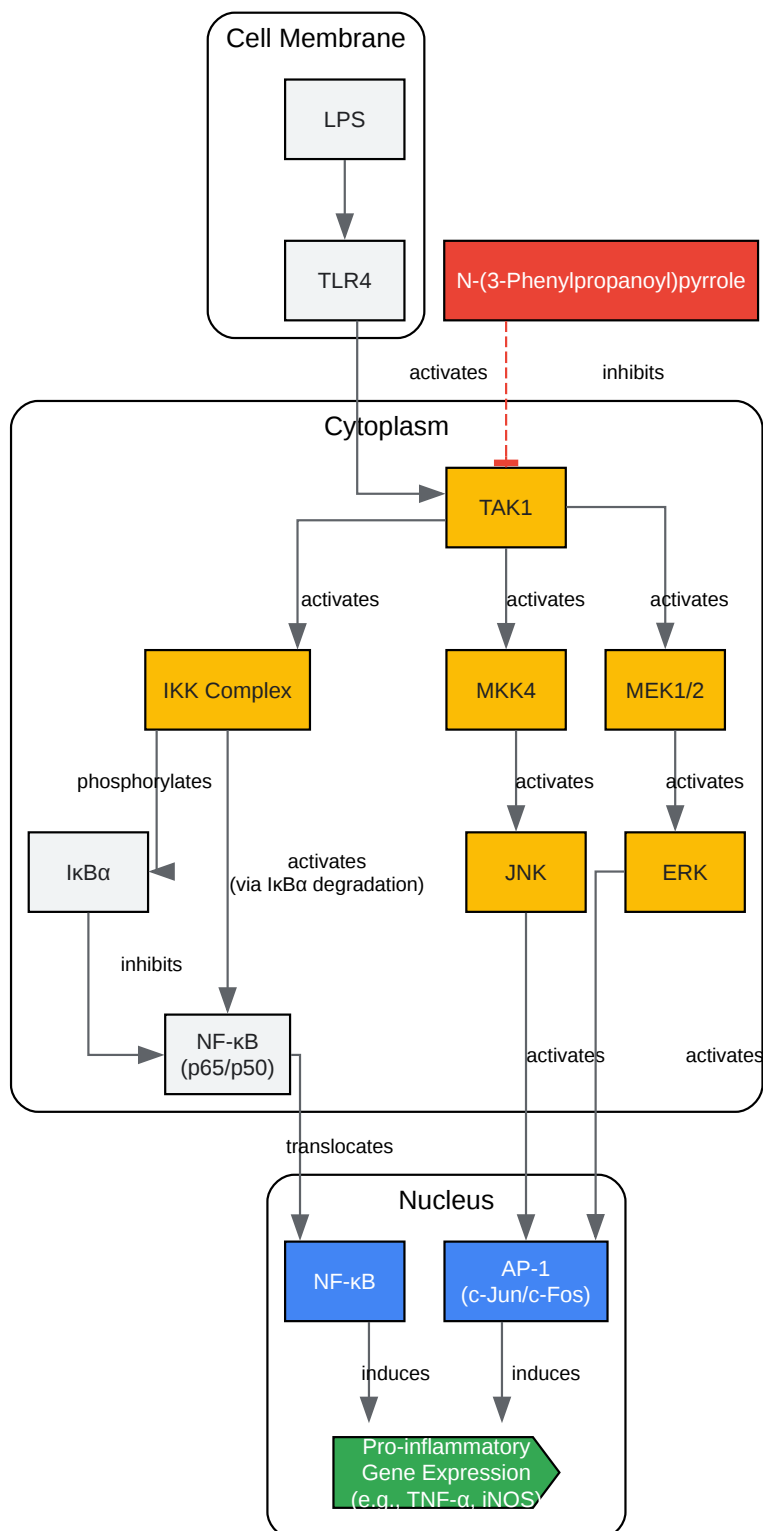 Cell Membrane
LPS
TLR4
N-(3-Phenylpropanoyl)pyrrole
activates
inhibits
Cytoplasm
TAK1
activates
activates
activates
IKK Complex
MKK4
MEK1/2
phosphorylates
activates
activates
IκBα
activates
(via IκBα degradation)
JNK
ERK
inhibits
NF-κB
(p65/p50)
activates
activates
translocates
Nucleus
NF-κB
AP-1
(c-Jun/c-Fos)
induces
induces
Pro-inflammatory
Gene Expression
(e.g., TNF-α, iNOS)